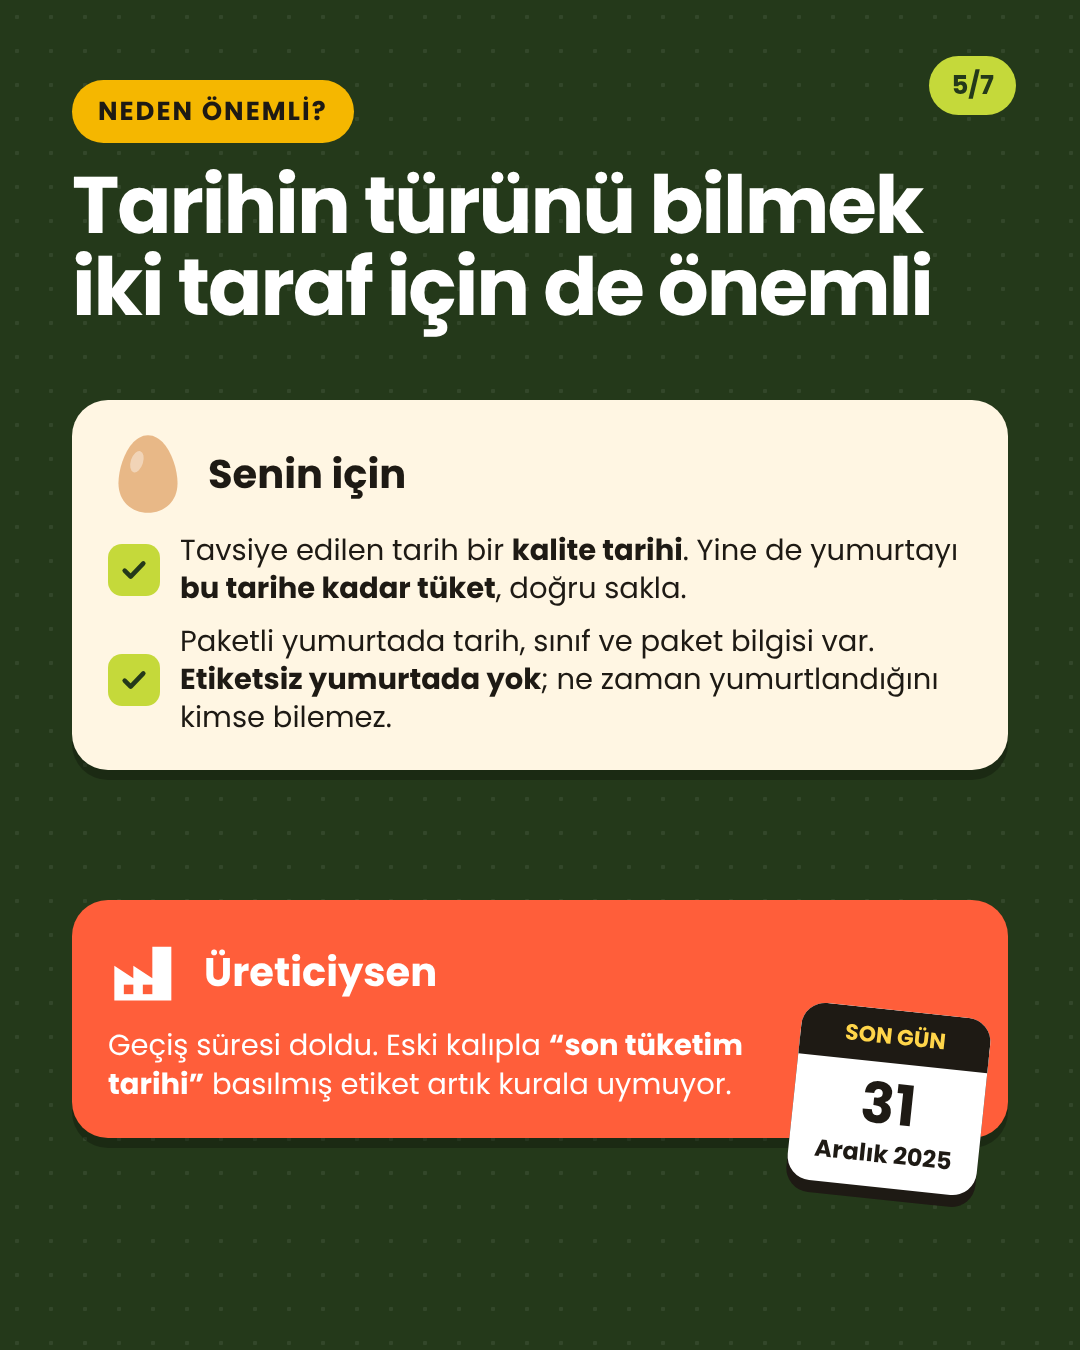 NEDEN ÖNEMLİ?
5/7
Tarihin türünü bilmek
iki taraf için de önemli
Senin için
Tavsiye edilen tarih bir kalite tarihi. Yine de yumurtayı
bu tarihe kadar tüket, doğru sakla.
Paketli yumurtada tarih, sınıf ve paket bilgisi var.
Etiketsiz yumurtada yok; ne zaman yumurtlandığını
kimse bilemez.
Üreticiysen
Geçiş süresi doldu. Eski kalıpla “son tüketim
tarihi” basılmış etiket artık kurala uymuyor.
SON GÜN
31
Aralık 2025